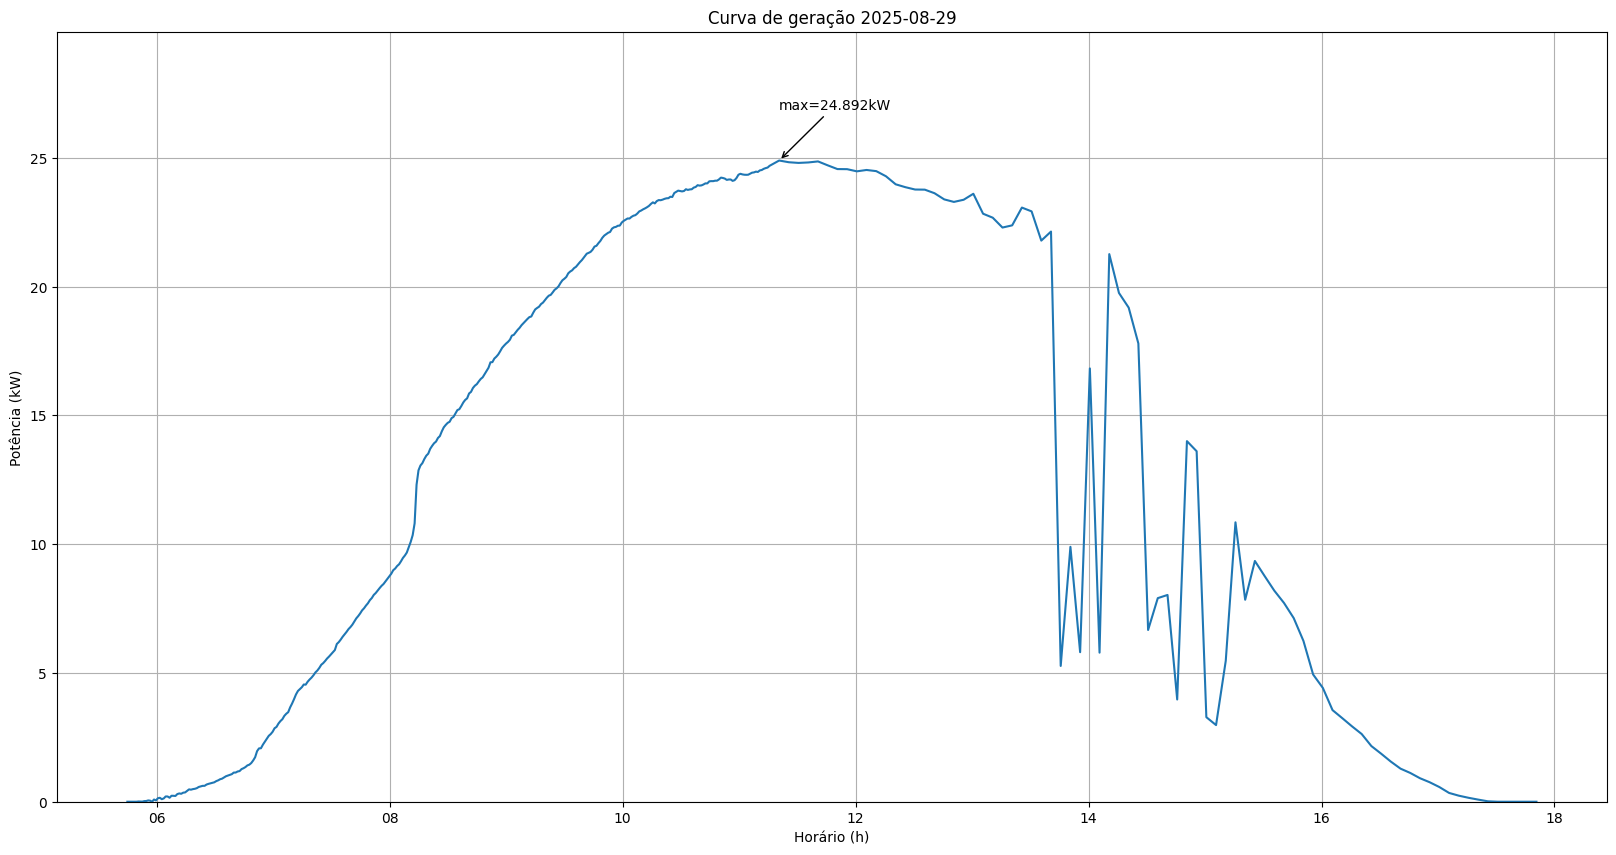 Curva de geração 2025-08-29
max=24.892kW
25
20
15
10
5
0
Potência (kW)
06 08 10 12 14 16 18
Horário (h)